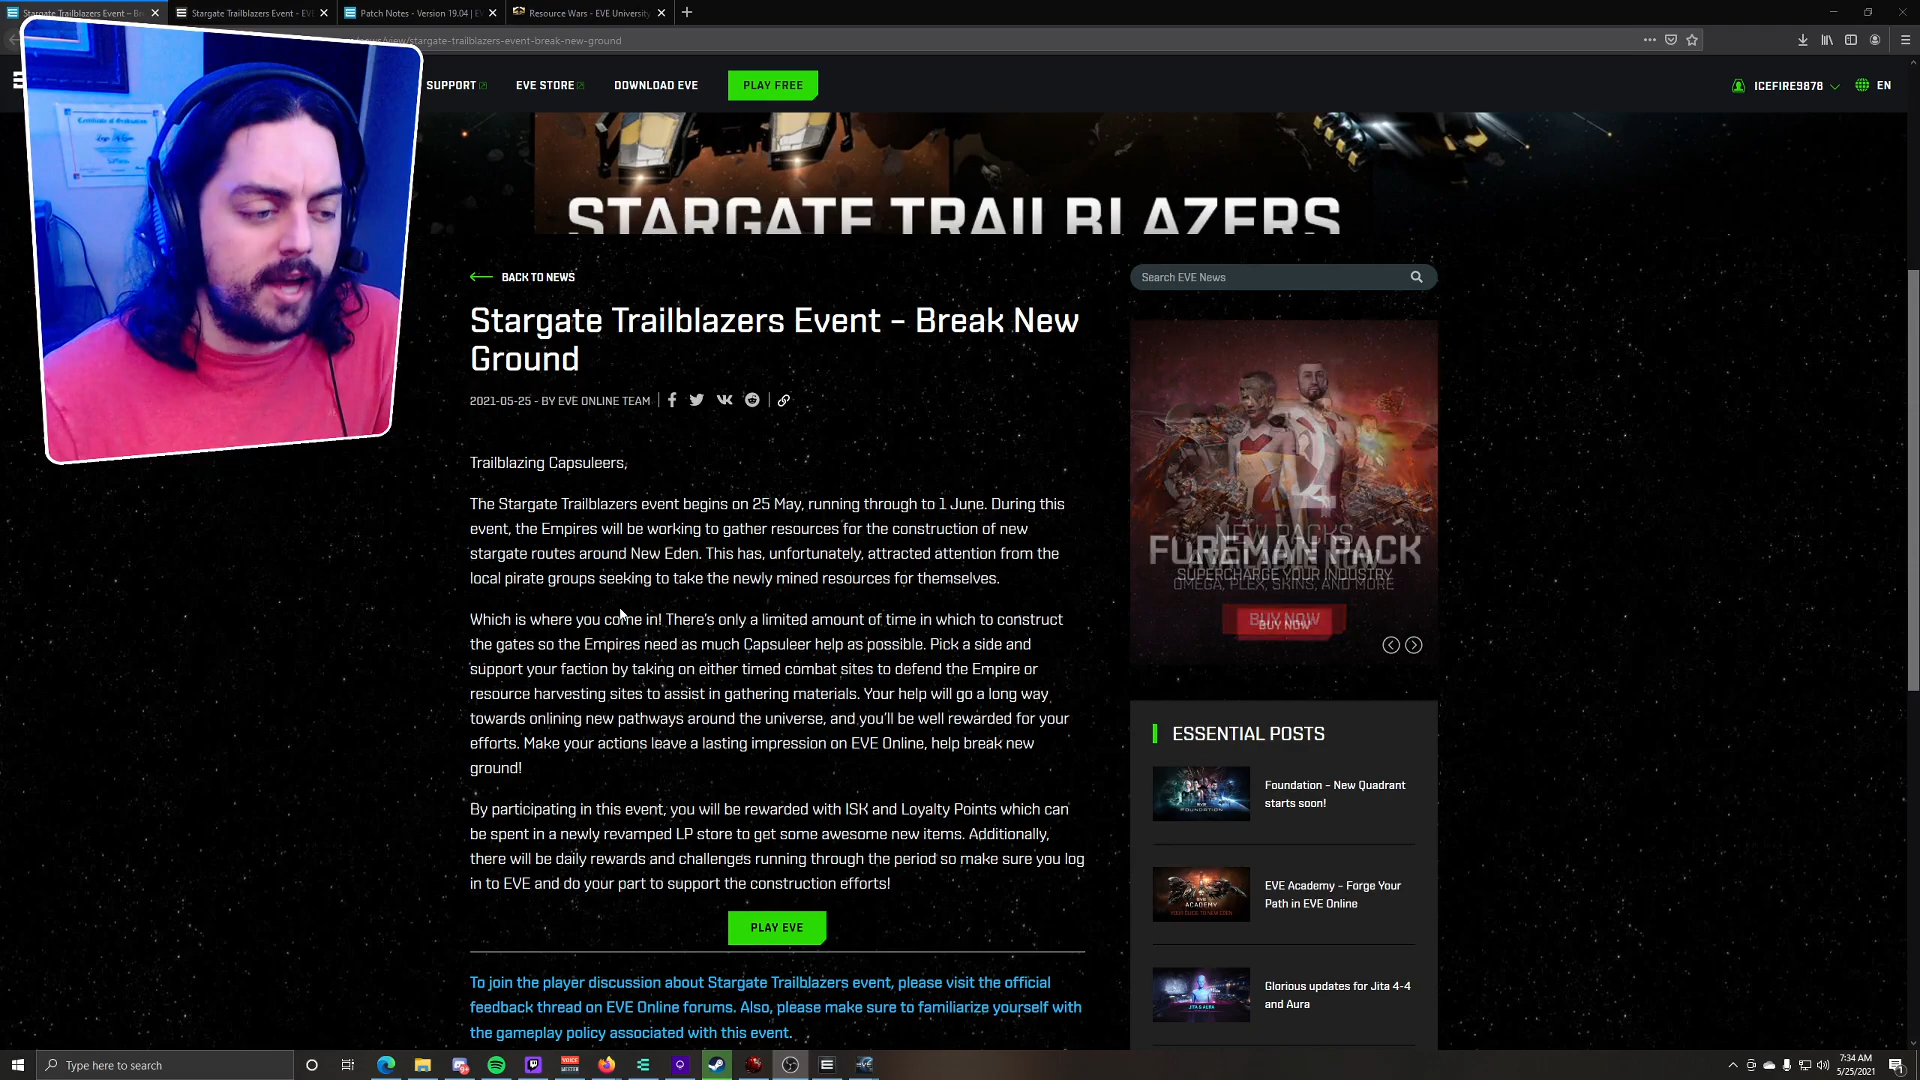 Stargate Trailblazers Event – Br
Stargate Trailblazers Event - EVE
Patch Notes - Version 19.04 | EV
Resource Wars - EVE University
/view/stargate-trailblazers-event-break-new-ground
SUPPORT
EVE STORE
DOWNLOAD EVE
PLAY FREE
ICEFIRE9878
EN
Certificate of Graduation
STARGATE TRAILBLAZERS
BACK TO NEWS
Search EVE News
Stargate Trailblazers Event – Break New
Ground
2021-05-25 - BY EVE ONLINE TEAM
Trailblazing Capsuleers,
The Stargate Trailblazers event begins on 25 May, running through to 1 June. During this
event, the Empires will be working to gather resources for the construction of new
stargate routes around New Eden. This has, unfortunately, attracted attention from the
local pirate groups seeking to take the newly mined resources for themselves.
Which is where you come in! There's only a limited amount of time in which to construct
the gates so the Empires need as much Capsuleer help as possible. Pick a side and
support your faction by taking on either timed combat sites to defend the Empire or
resource harvesting sites to assist in gathering materials. Your help will go a long way
towards onlining new pathways around the universe, and you'll be well rewarded for your
efforts. Make your actions leave a lasting impression on EVE Online, help break new
ground!
By participating in this event, you will be rewarded with ISK and Loyalty Points which can
be spent in a newly revamped LP store to get some awesome new items. Additionally,
there will be daily rewards and challenges running through the period so make sure you log
in to EVE and do your part to support the construction efforts!
PLAY EVE
To join the player discussion about Stargate Trailblazers event, please visit the official
feedback thread on EVE Online forums. Also, please make sure to familiarize yourself with
the gameplay policy associated with this event.
NEW PACKS
AVAILABLE NOW
FOREMAN PACK
SUPERCHARGE YOUR INDUSTRY
OMEGA, PLEX, SKINS, AND MORE
BUY NOW
BUY NOW
ESSENTIAL POSTS
Foundation – New Quadrant
starts soon!
EVE Academy – Forge Your
Path in EVE Online
Glorious updates for Jita 4-4
and Aura
Type here to search
7:34 AM
5/25/2021